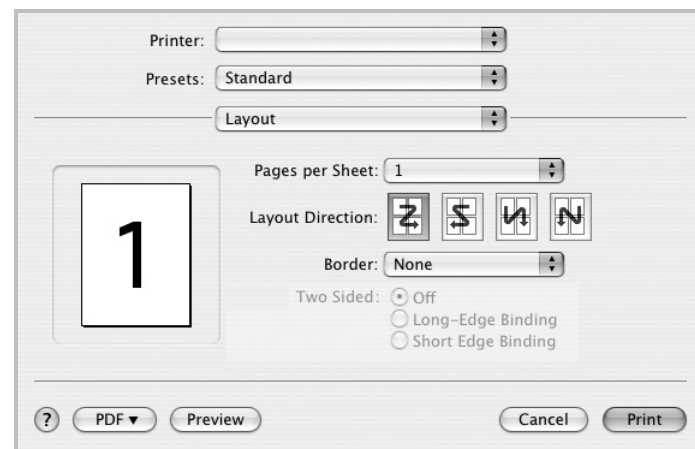 Printer:
Presets: Standard
Layout
Pages per Sheet: 1
Layout Direction:
1
Border: None
Two Sided: Off
Long-Edge Binding
Short Edge Binding
? PDF▼ Preview Cancel Print